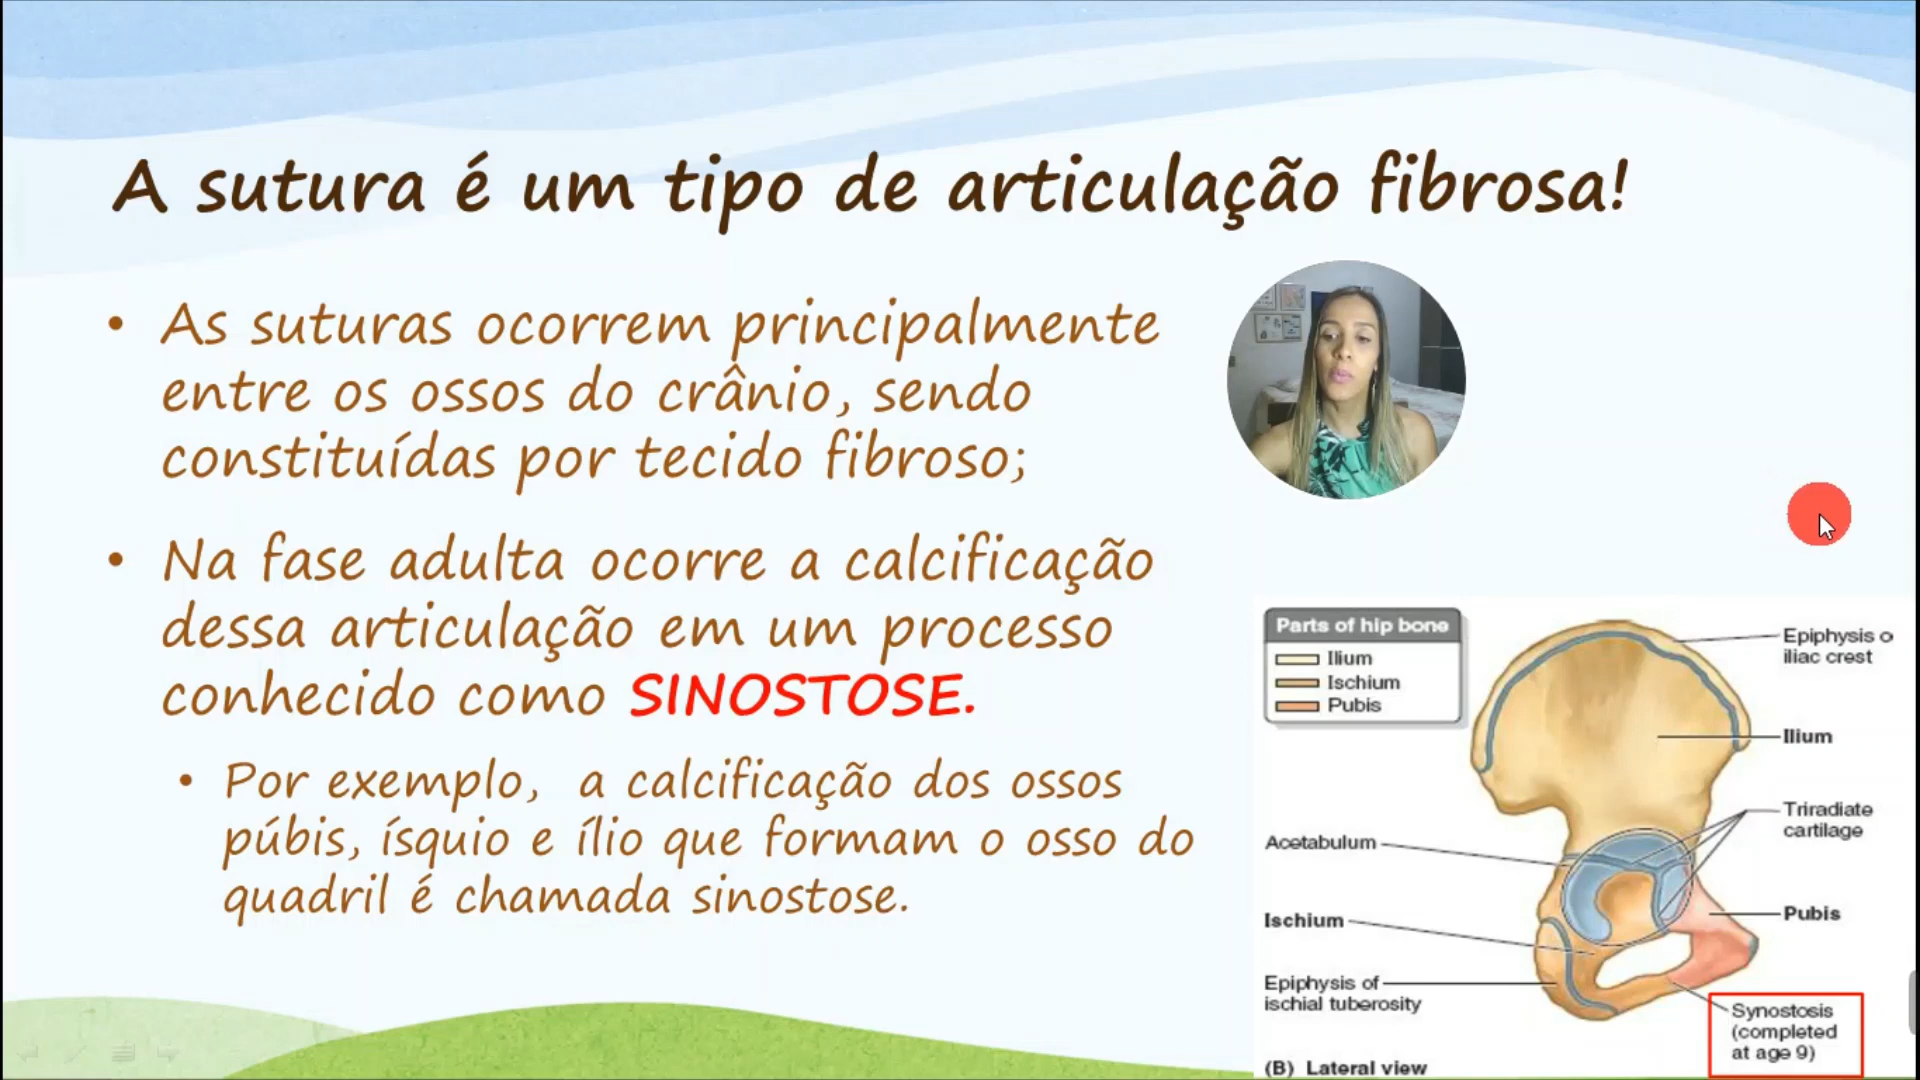 A sutura é um tipo de articulação fibrosa!
• As suturas ocorrem principalmente
entre os ossos do crânio, sendo
constituídas por tecido fibroso;
• Na fase adulta ocorre a calcificação
dessa articulação em um processo
conhecido como SINOSTOSE.
• Por exemplo, a calcificação dos ossos
púbis, ísquio e ílio que formam o osso do
quadril é chamada sinostose.
Parts of hip bone
Ilium
Ischium
Pubis
Epiphysis o
iliac crest
Ilium
Triradiate
cartilage
Acetabulum
Pubis
Ischium
Epiphysis of
ischial tuberosity
Synostosis
(completed
at age 9)
(B) Lateral view